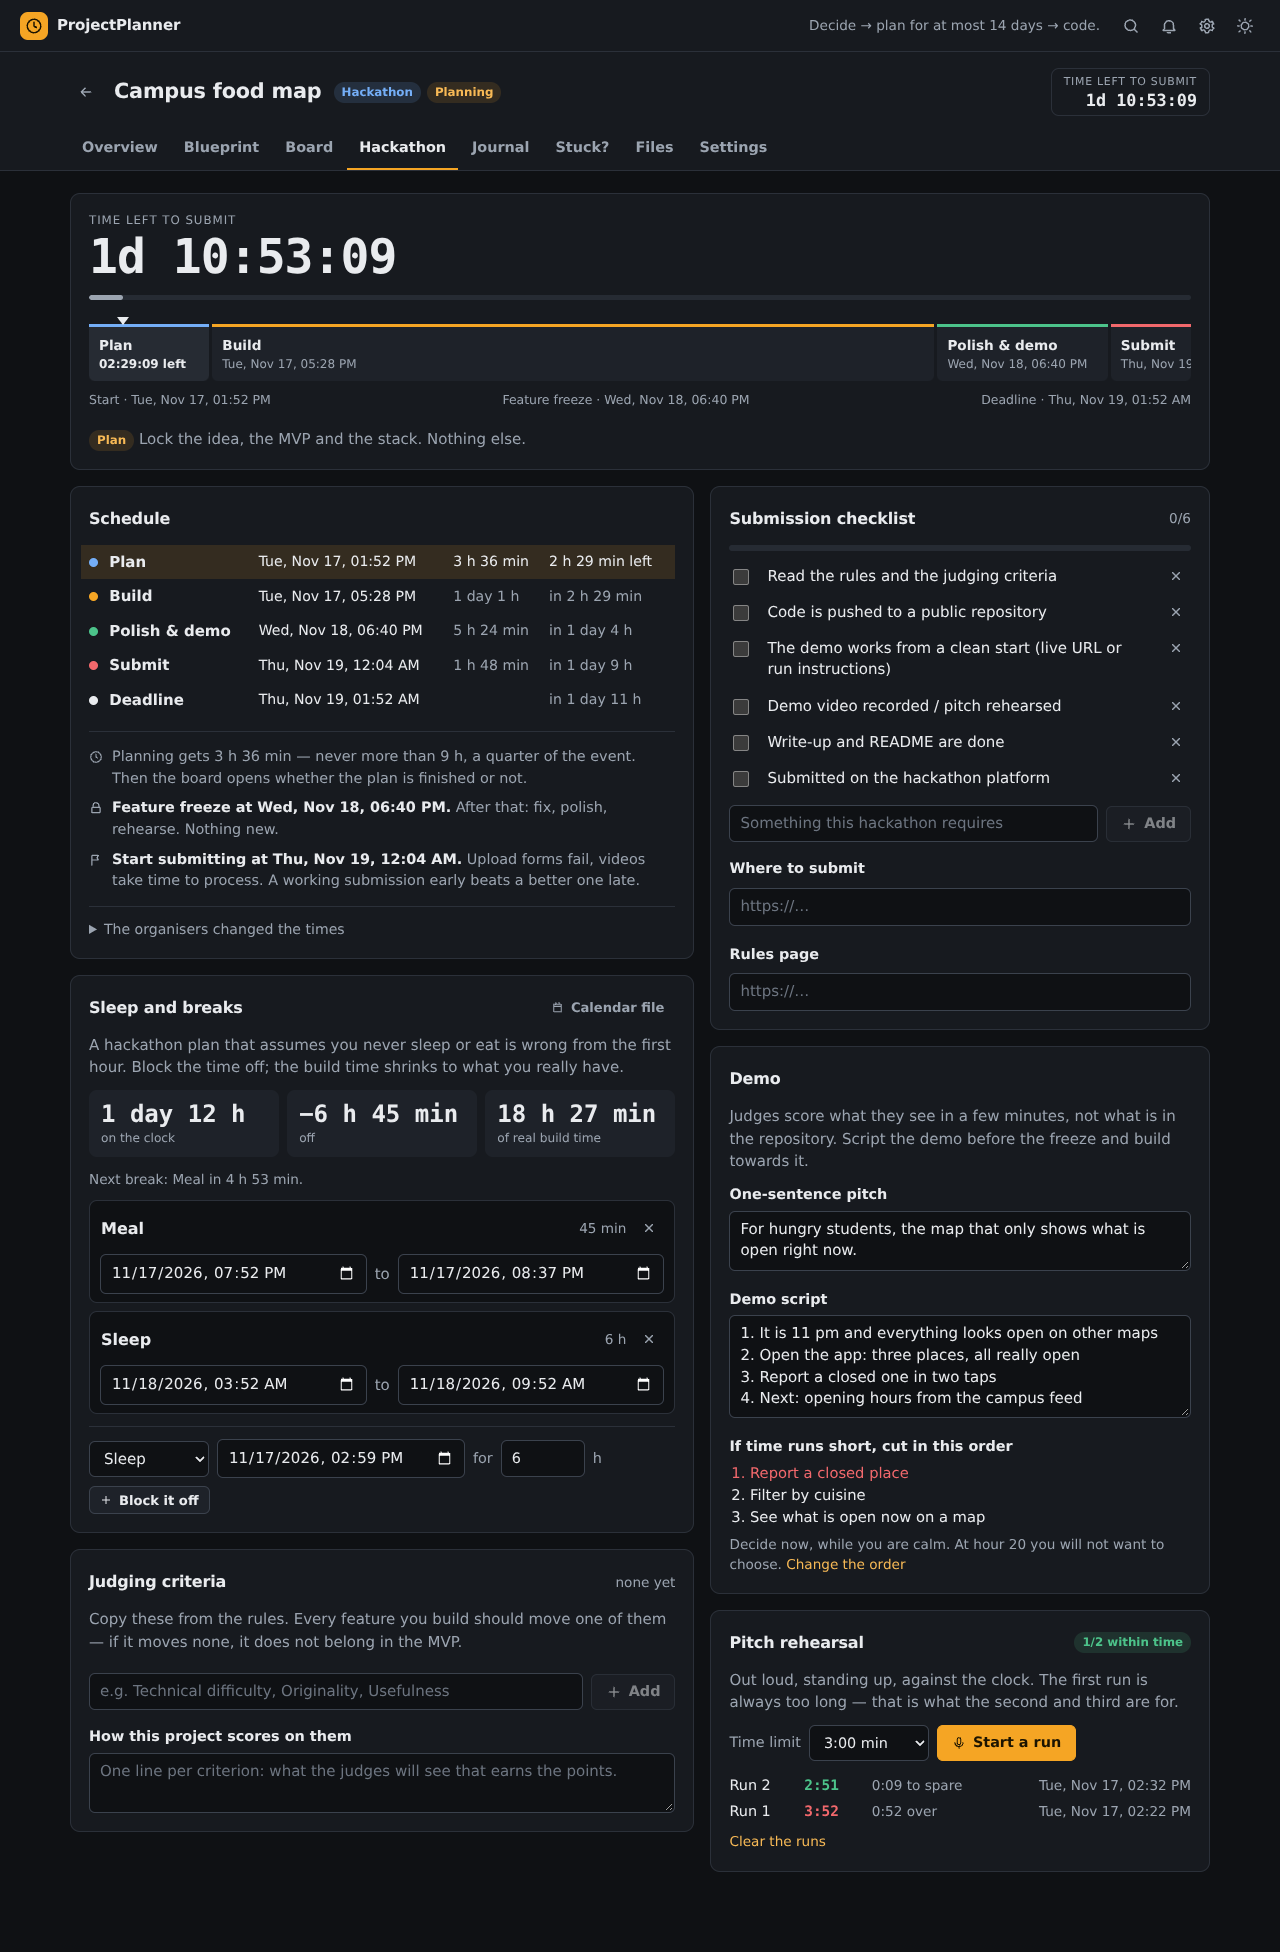 ProjectPlanner
Decide → plan for at most 14 days → code.
Campus food map
Hackathon
Planning
TIME LEFT TO SUBMIT
1d 10:53:09
Overview
Blueprint
Board
Hackathon
Journal
Stuck?
Files
Settings
TIME LEFT TO SUBMIT
1d 10:53:09
Plan
02:29:09 left
Build
Tue, Nov 17, 05:28 PM
Polish & demo
Wed, Nov 18, 06:40 PM
Submit
Thu, Nov 19
Start · Tue, Nov 17, 01:52 PM
Feature freeze · Wed, Nov 18, 06:40 PM
Deadline · Thu, Nov 19, 01:52 AM
Plan Lock the idea, the MVP and the stack. Nothing else.
Schedule
Plan Tue, Nov 17, 01:52 PM 3 h 36 min 2 h 29 min left
Build Tue, Nov 17, 05:28 PM 1 day 1 h in 2 h 29 min
Polish & demo Wed, Nov 18, 06:40 PM 5 h 24 min in 1 day 4 h
Submit Thu, Nov 19, 12:04 AM 1 h 48 min in 1 day 9 h
Deadline Thu, Nov 19, 01:52 AM in 1 day 11 h
Planning gets 3 h 36 min — never more than 9 h, a quarter of the event.
Then the board opens whether the plan is finished or not.
Feature freeze at Wed, Nov 18, 06:40 PM. After that: fix, polish,
rehearse. Nothing new.
Start submitting at Thu, Nov 19, 12:04 AM. Upload forms fail, videos
take time to process. A working submission early beats a better one late.
The organisers changed the times
Sleep and breaks
Calendar file
A hackathon plan that assumes you never sleep or eat is wrong from the first
hour. Block the time off; the build time shrinks to what you really have.
1 day 12 h
on the clock
−6 h 45 min
off
18 h 27 min
of real build time
Next break: Meal in 4 h 53 min.
Meal
45 min ×
11/17/2026, 07:52 PM to 11/17/2026, 08:37 PM
Sleep
6 h ×
11/18/2026, 03:52 AM to 11/18/2026, 09:52 AM
Sleep 11/17/2026, 02:59 PM for 6 h
+ Block it off
Judging criteria
none yet
Copy these from the rules. Every feature you build should move one of them
— if it moves none, it does not belong in the MVP.
e.g. Technical difficulty, Originality, Usefulness
+ Add
How this project scores on them
One line per criterion: what the judges will see that earns the points.
Submission checklist
0/6
Read the rules and the judging criteria ×
Code is pushed to a public repository ×
The demo works from a clean start (live URL or ×
run instructions)
Demo video recorded / pitch rehearsed ×
Write-up and README are done ×
Submitted on the hackathon platform ×
Something this hackathon requires
+ Add
Where to submit
https://...
Rules page
https://...
Demo
Judges score what they see in a few minutes, not what is in
the repository. Script the demo before the freeze and build
towards it.
One-sentence pitch
For hungry students, the map that only shows what is
open right now.
Demo script
1. It is 11 pm and everything looks open on other maps
2. Open the app: three places, all really open
3. Report a closed one in two taps
4. Next: opening hours from the campus feed
If time runs short, cut in this order
1. Report a closed place
2. Filter by cuisine
3. See what is open now on a map
Decide now, while you are calm. At hour 20 you will not want to
choose. Change the order
Pitch rehearsal
1/2 within time
Out loud, standing up, against the clock. The first run is
always too long — that is what the second and third are for.
Time limit 3:00 min Start a run
Run 2 2:51 0:09 to spare Tue, Nov 17, 02:32 PM
Run 1 3:52 0:52 over Tue, Nov 17, 02:22 PM
Clear the runs